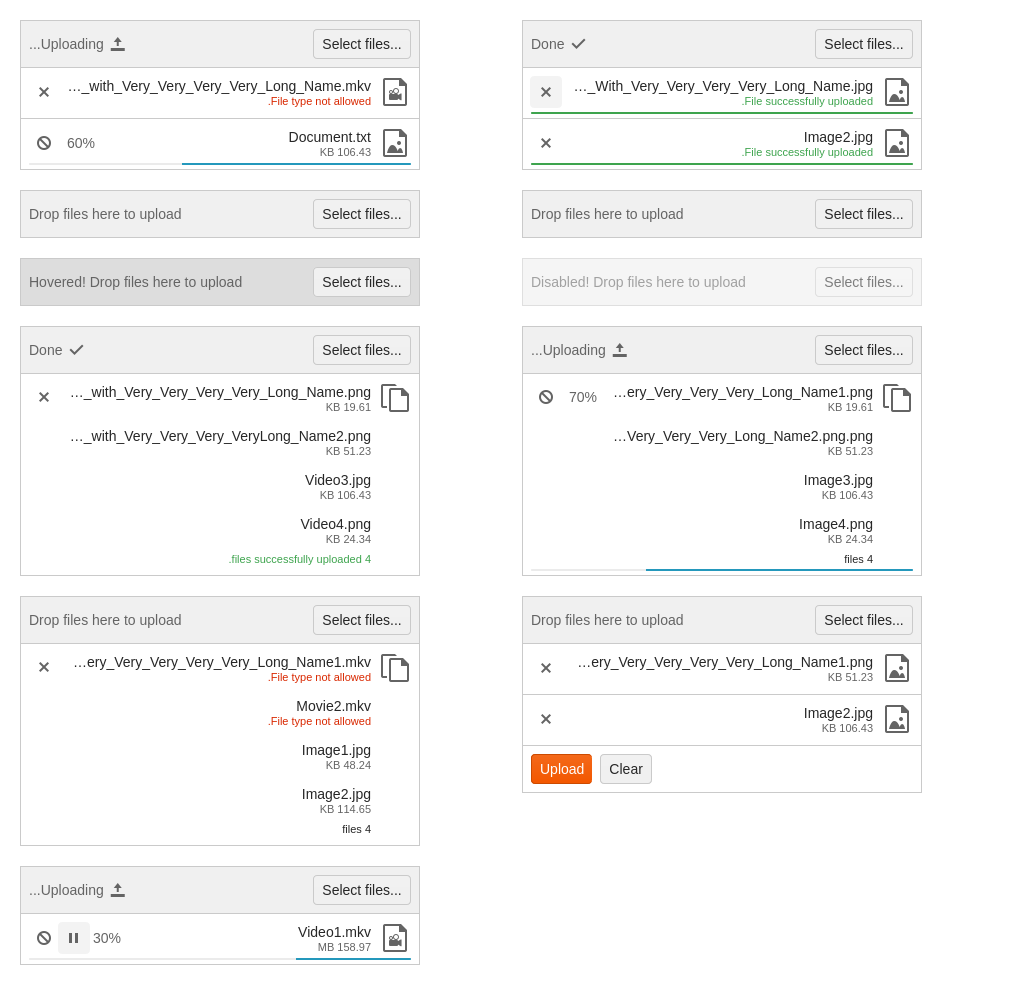 ...Uploading
Select files...
..._with_Very_Very_Very_Very_Long_Name.mkv
.File type not allowed
60%
Document.txt
KB 106.43
Done
Select files...
..._With_Very_Very_Very_Very_Long_Name.jpg
.File successfully uploaded
Image2.jpg
.File successfully uploaded
Drop files here to upload
Select files...
Drop files here to upload
Select files...
Hovered! Drop files here to upload
Select files...
Disabled! Drop files here to upload
Select files...
Done
Select files...
..._with_Very_Very_Very_Very_Long_Name.png
KB 19.61
..._with_Very_Very_Very_VeryLong_Name2.png
KB 51.23
Video3.jpg
KB 106.43
Video4.png
KB 24.34
.files successfully uploaded 4
...Uploading
Select files...
70%
...ery_Very_Very_Very_Long_Name1.png
KB 19.61
...Very_Very_Very_Long_Name2.png.png
KB 51.23
Image3.jpg
KB 106.43
Image4.png
KB 24.34
files 4
Drop files here to upload
Select files...
...ery_Very_Very_Very_Very_Long_Name1.mkv
.File type not allowed
Movie2.mkv
.File type not allowed
Image1.jpg
KB 48.24
Image2.jpg
KB 114.65
files 4
Drop files here to upload
Select files...
...ery_Very_Very_Very_Very_Long_Name1.png
KB 51.23
Image2.jpg
KB 106.43
Upload
Clear
...Uploading
Select files...
30%
Video1.mkv
MB 158.97